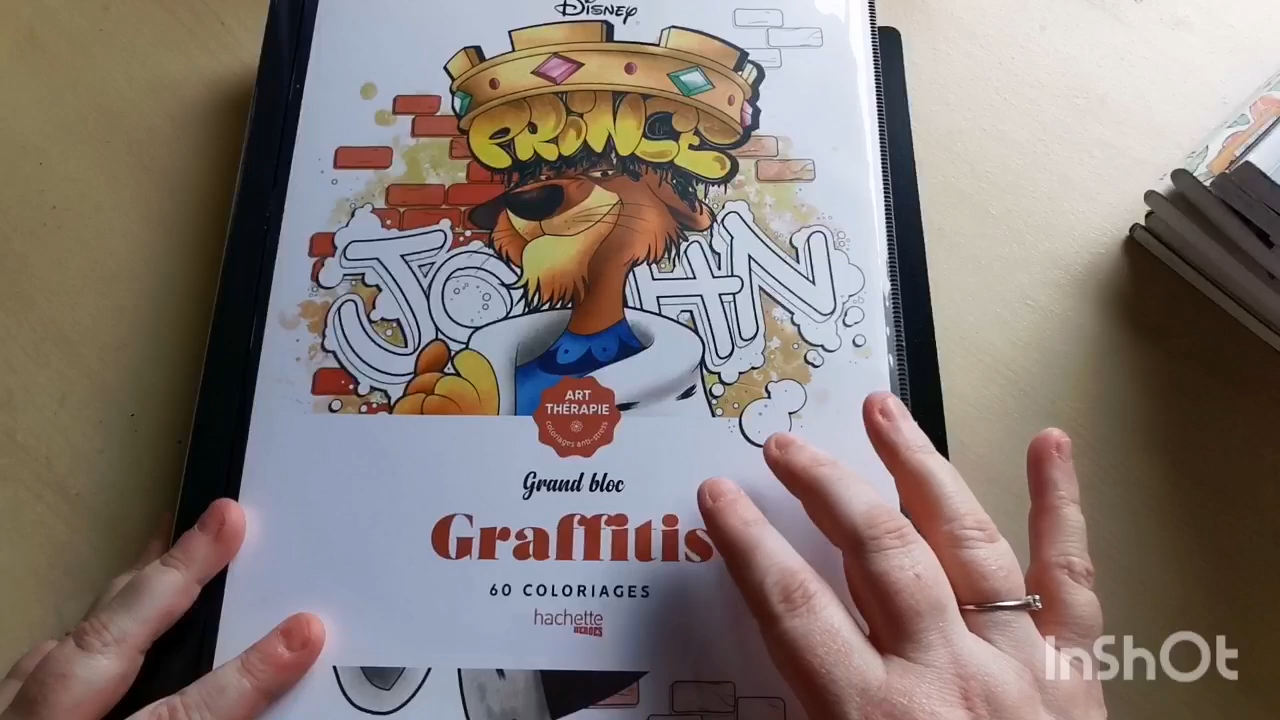 Disney
PRINCE
JOHN
ART
THÉRAPIE
coloriages anti-stress
Grand bloc
Graffitis
60 COLORIAGES
hachette
HEROES
InShOt